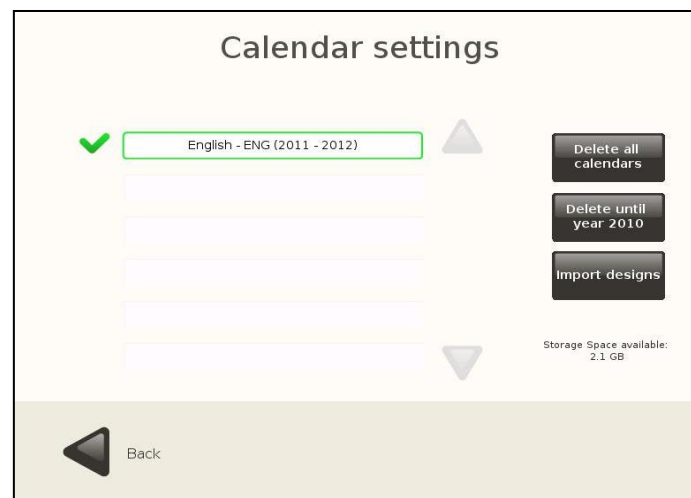 Calendar settings
English - ENG (2011 - 2012)
Delete all
calendars
Delete until
year 2010
Import designs
Storage Space available:
2.1 GB
Back